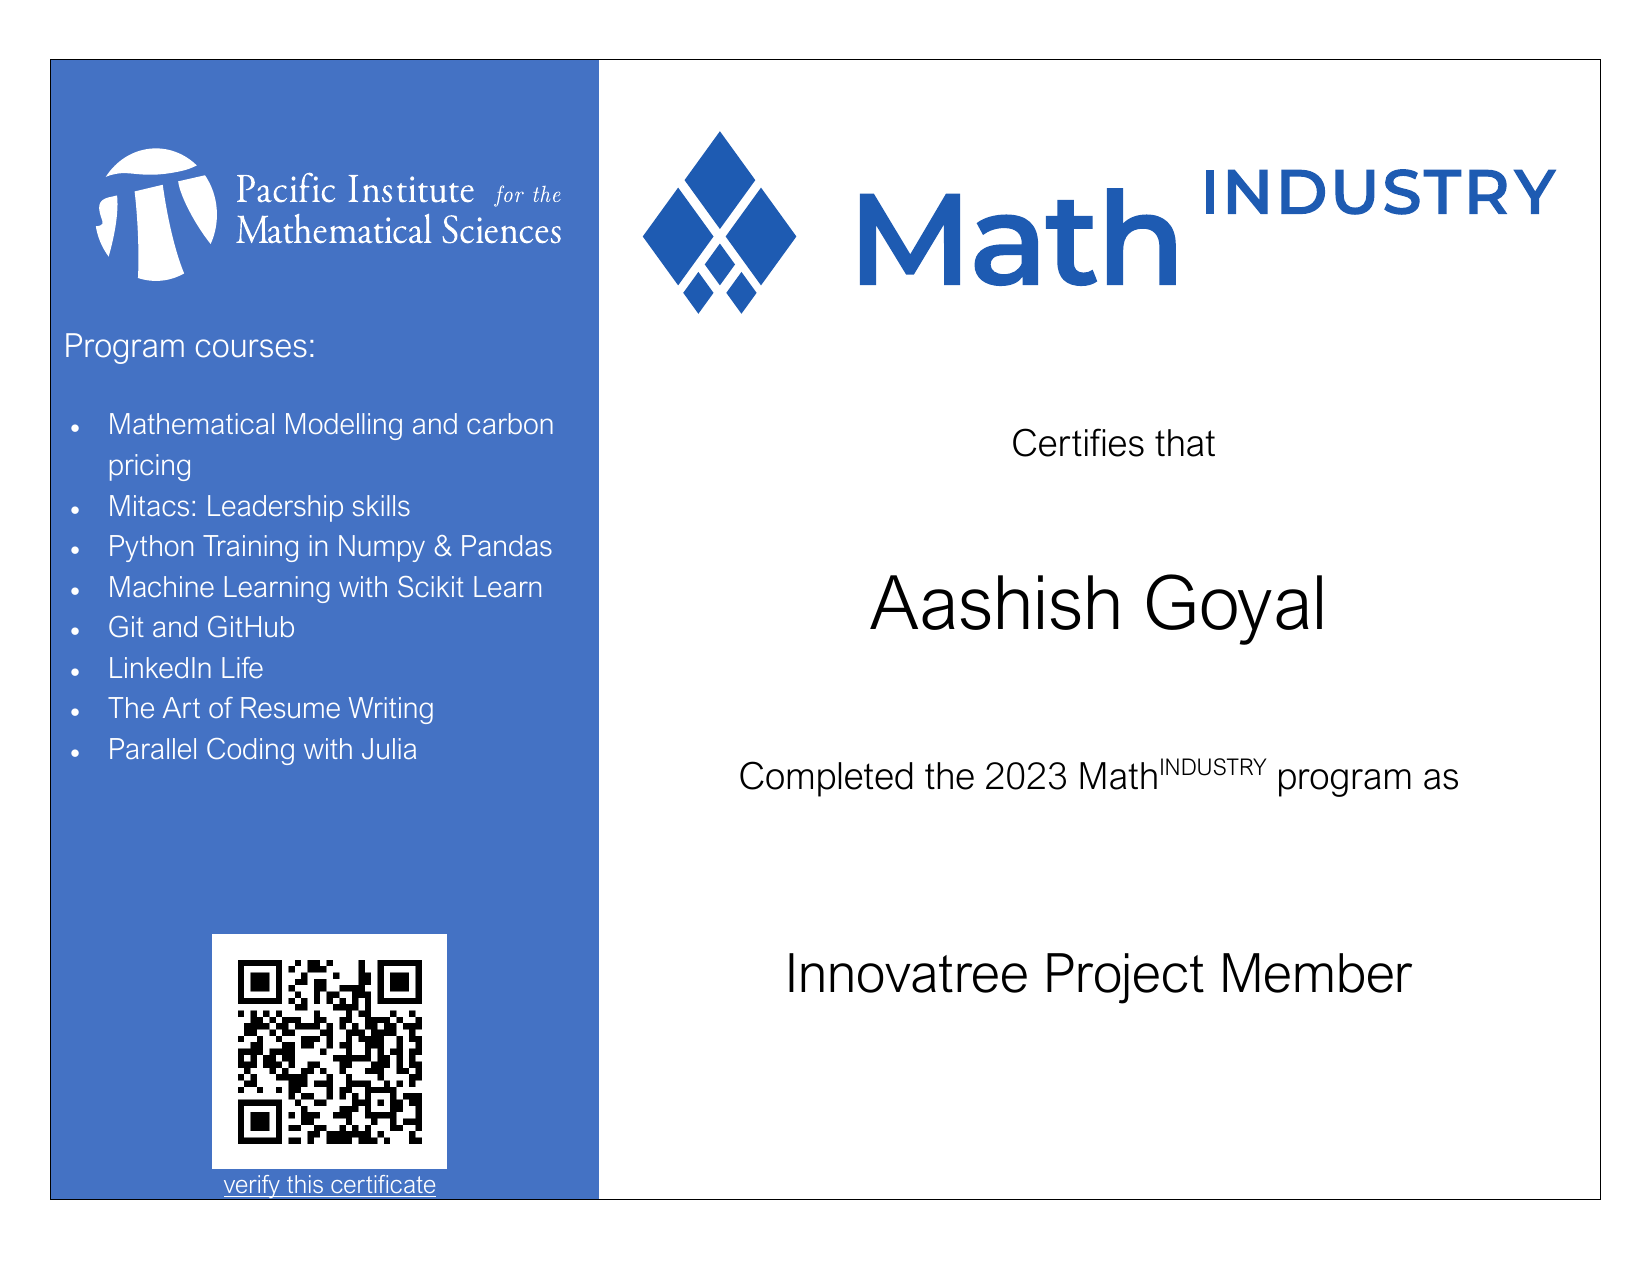 Pacific Institute for the
Mathematical Sciences
Program courses:
• Mathematical Modelling and carbon
pricing
• Mitacs: Leadership skills
• Python Training in Numpy & Pandas
• Machine Learning with Scikit Learn
• Git and GitHub
• LinkedIn Life
• The Art of Resume Writing
• Parallel Coding with Julia
verify this certificate
Math INDUSTRY
Certifies that
Aashish Goyal
Completed the 2023 MathINDUSTRY program as
Innovatree Project Member